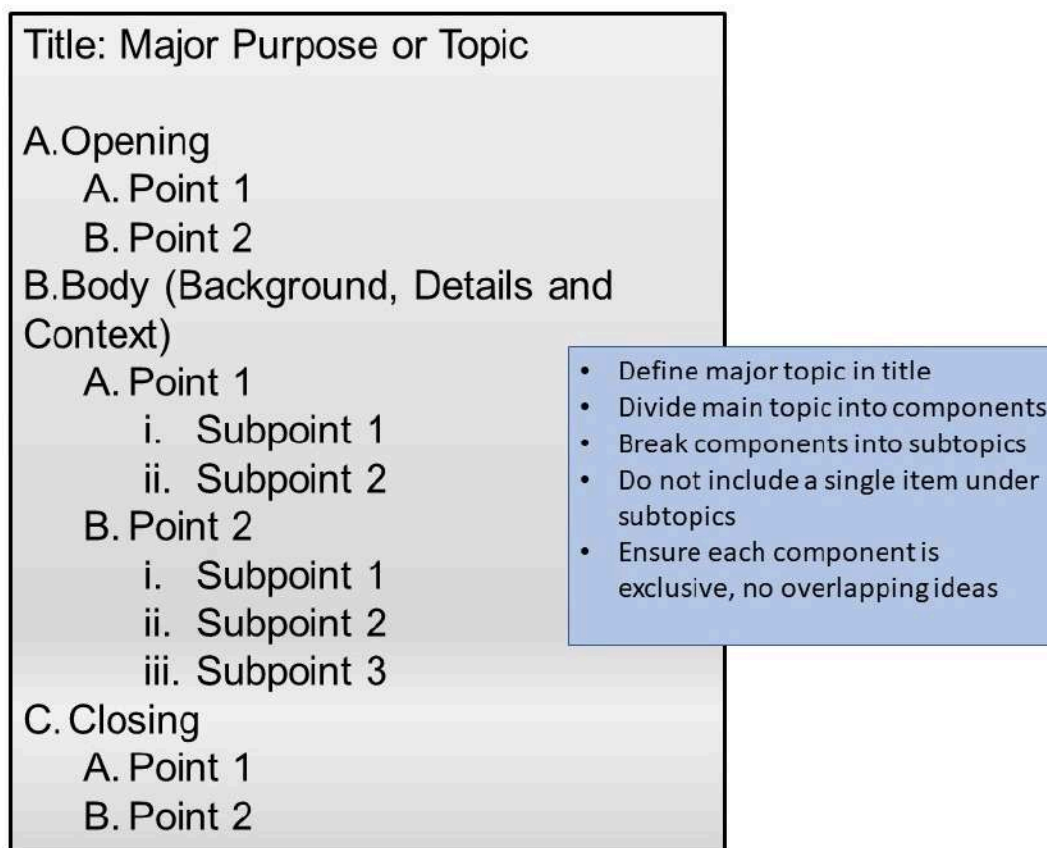 Title: Major Purpose or Topic
A.Opening
A. Point 1
B. Point 2
B.Body (Background, Details and
Context)
A. Point 1
i. Subpoint 1
ii. Subpoint 2
B. Point 2
i. Subpoint 1
ii. Subpoint 2
iii. Subpoint 3
C. Closing
A. Point 1
B. Point 2
• Define major topic in title
• Divide main topic into components
• Break components into subtopics
• Do not include a single item under
subtopics
• Ensure each component is
exclusive, no overlapping ideas